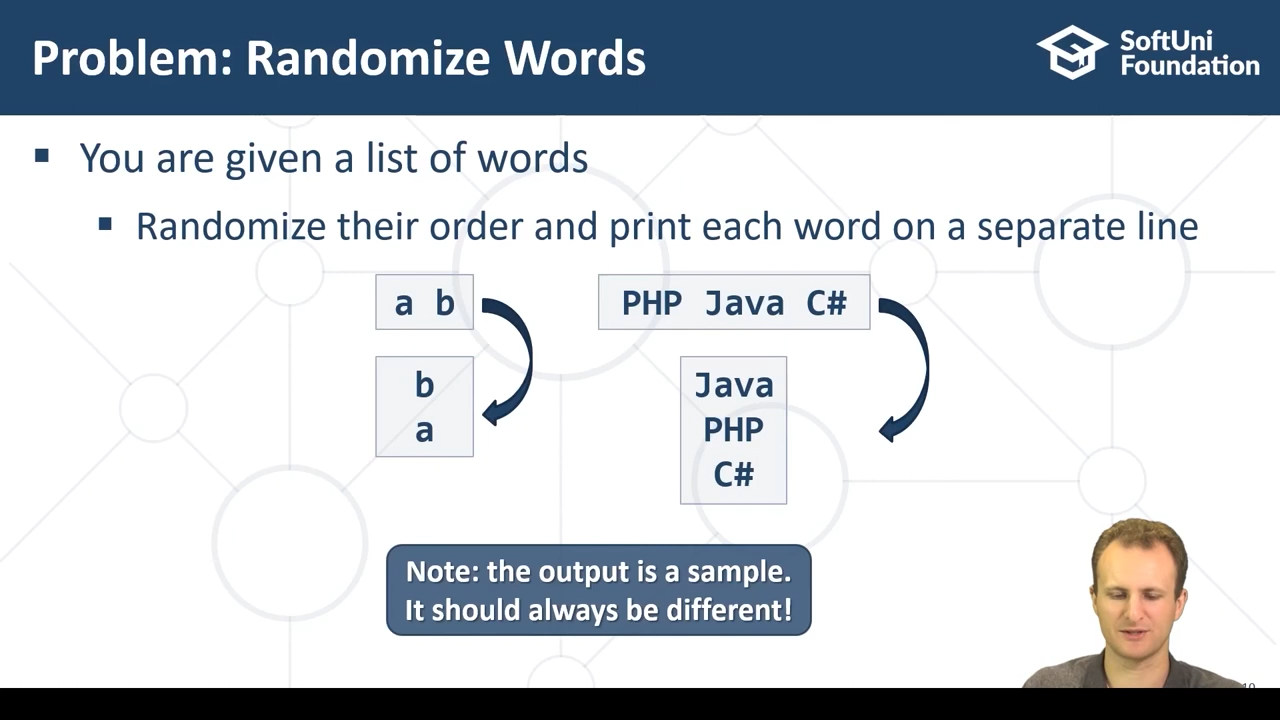 Problem: Randomize Words
SoftUni
Foundation
You are given a list of words
Randomize their order and print each word on a separate line
a b
PHP Java C#
b
a
Java
PHP
C#
Note: the output is a sample.
It should always be different!